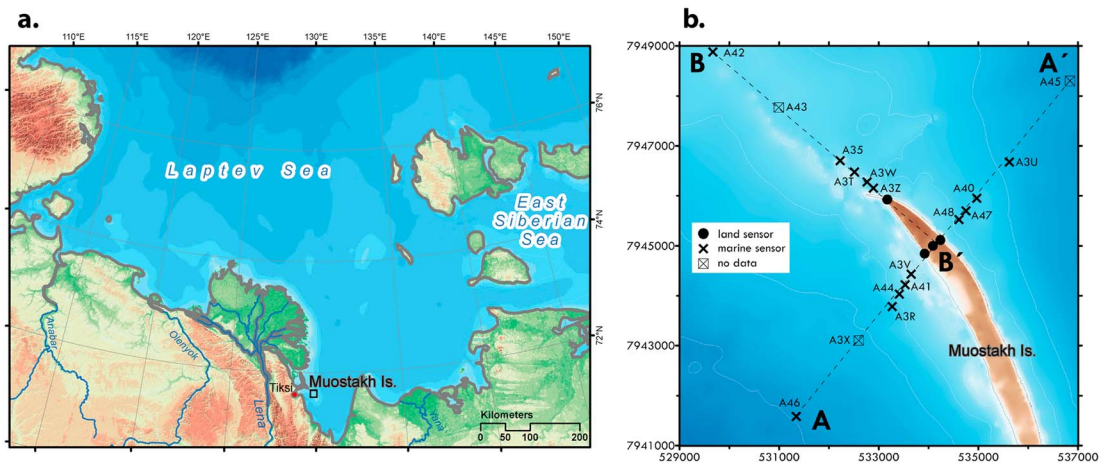 a.
110°E 115°E 120°E 125°E 130°E 135°E 140°E 145°E 150°E
76°N
74°N
72°N
Laptev Sea
East
Siberian
Sea
Anabar
Olenyok
Lena
Yana
Tiksi
Muostakh Is.
Kilometers
0 50 100 200
b.
7949000
7947000
7945000
7943000
7941000
529000 531000 533000 535000 537000
B
A42
A´
A45
A43
A35
A3T
A3W
A3Z
A3U
A40
A48
A47
land sensor
marine sensor
no data
B´
A3V
A44
A41
A3R
A3X
Muostakh Is.
A46
A